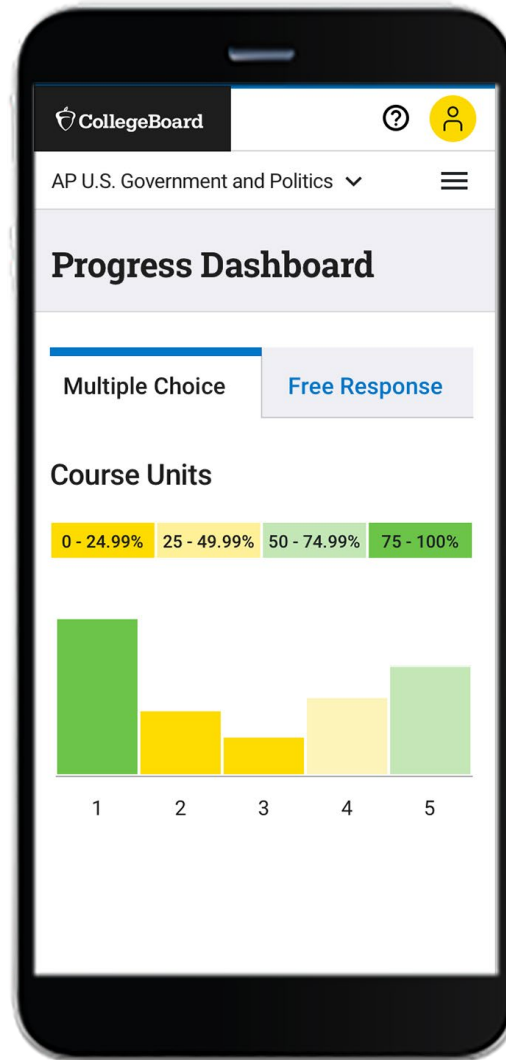 CollegeBoard
AP U.S. Government and Politics
Progress Dashboard
Multiple Choice Free Response
Course Units
0 - 24.99% 25 - 49.99% 50 - 74.99% 75 - 100%
1 2 3 4 5